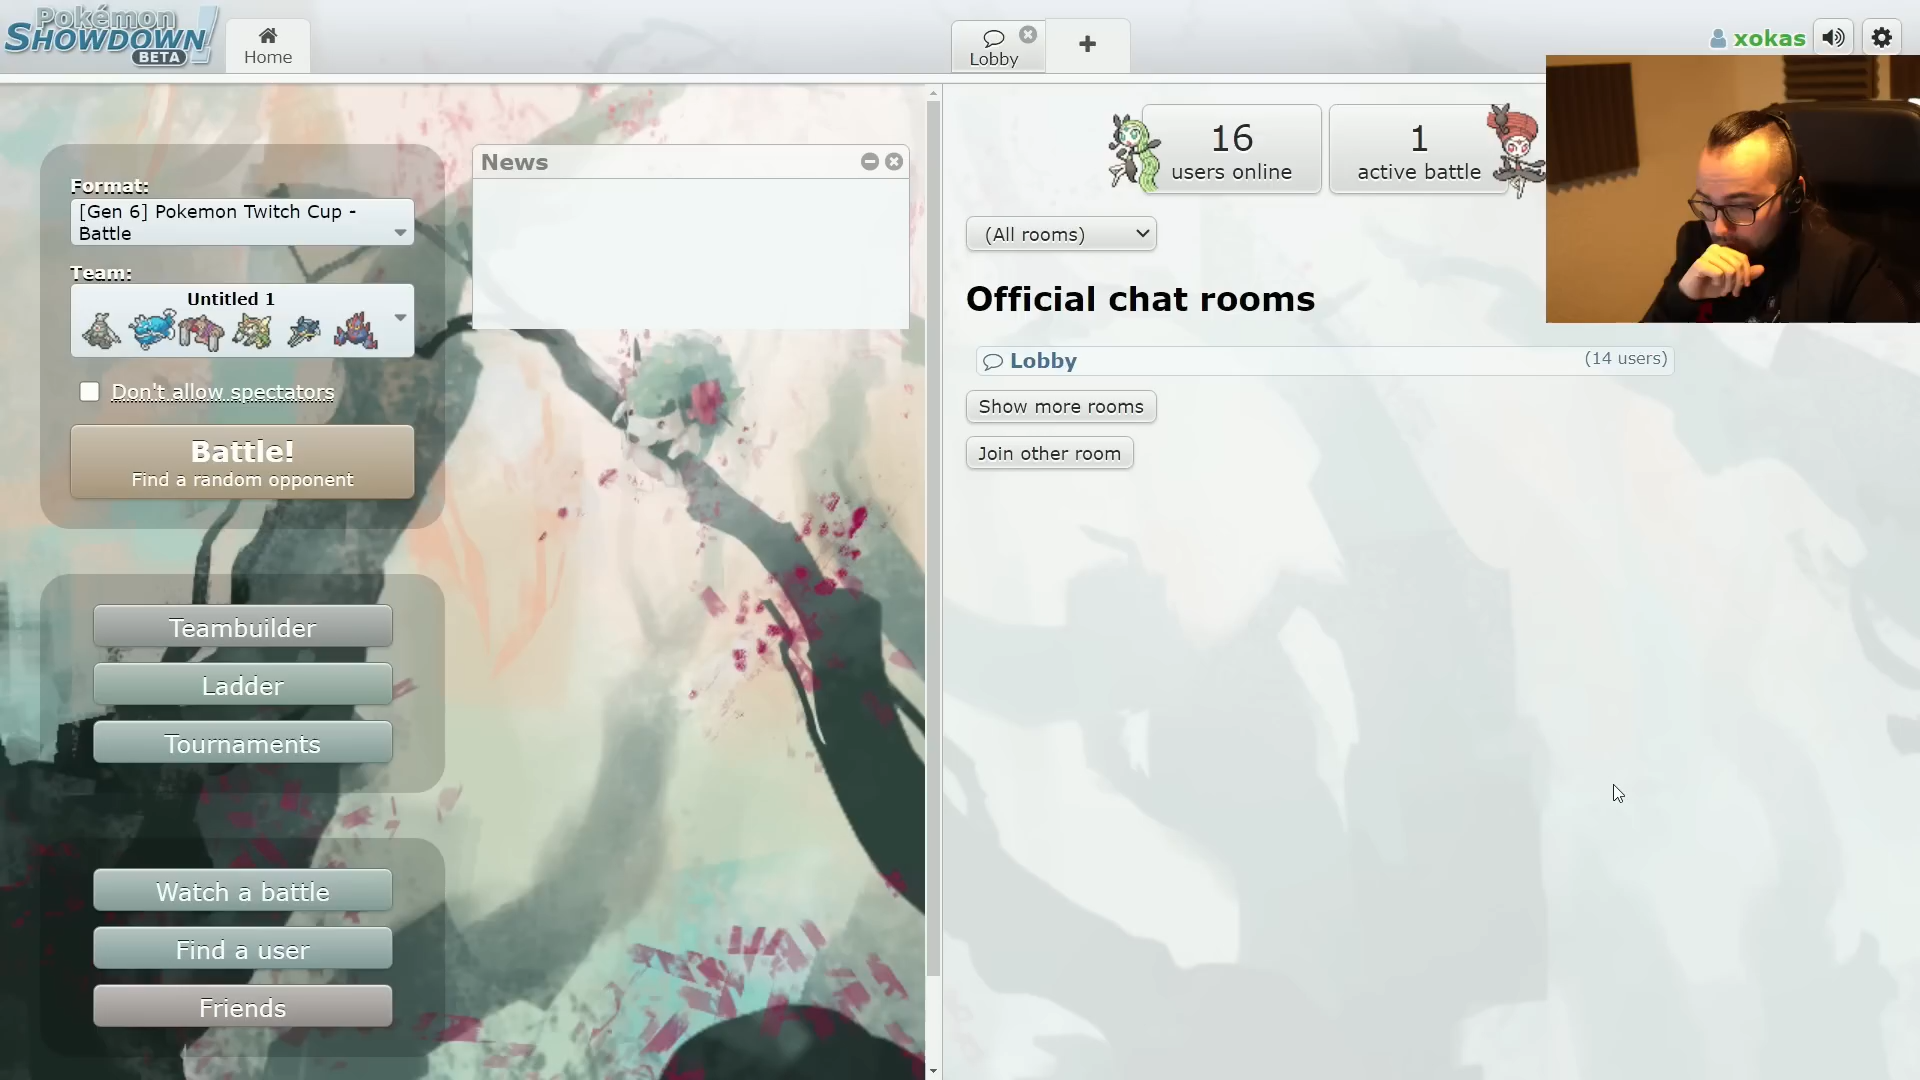 Pokémon
SHOWDOWN!
BETA
Home
Lobby
xokas
Format:
[Gen 6] Pokemon Twitch Cup -
Battle
Team:
Untitled 1
Don't allow spectators
Battle!
Find a random opponent
Teambuilder
Ladder
Tournaments
Watch a battle
Find a user
Friends
News
16
users online
1
active battle
(All rooms)
Official chat rooms
Lobby
(14 users)
Show more rooms
Join other room